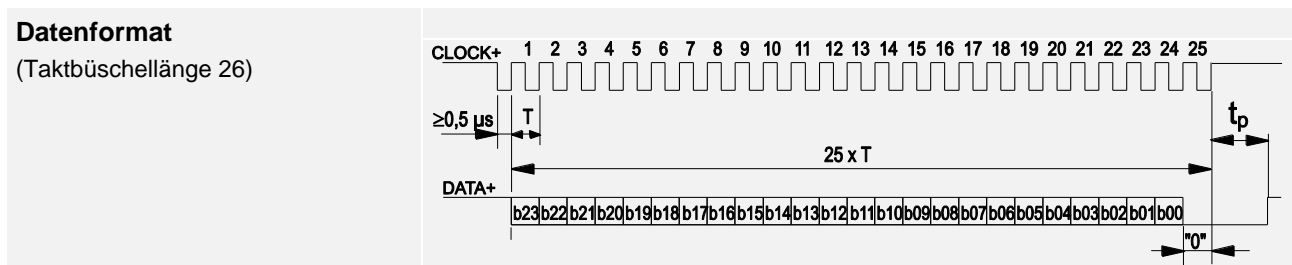 Datenformat
(Taktbüschellänge 26)
CLOCK+ 1 2 3 4 5 6 7 8 9 10 11 12 13 14 15 16 17 18 19 20 21 22 23 24 25
≥0,5 µs T tp
25 x T
DATA+
b23 b22 b21 b20 b19 b18 b17 b16 b15 b14 b13 b12 b11 b10 b09 b08 b07 b06 b05 b04 b03 b02 b01 b00
"0"